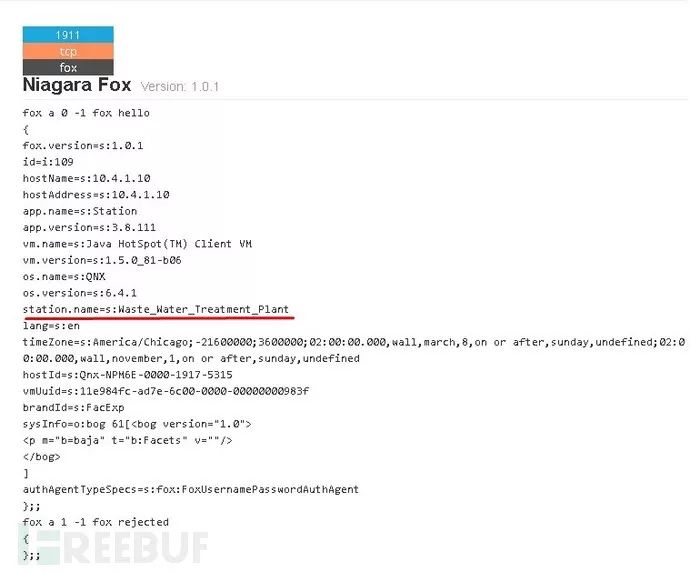 1911
tcp
fox
Niagara Fox Version: 1.0.1
fox a 0 -1 fox hello
{
fox.version=s:1.0.1
id=i:109
hostName=s:10.4.1.10
hostAddress=s:10.4.1.10
app.name=s:Station
app.version=s:3.8.111
vm.name=s:Java HotSpot(TM) Client VM
vm.version=s:1.5.0_81-b06
os.name=s:QNX
os.version=s:6.4.1
station.name=s:Waste_Water_Treatment_Plant
lang=s:en
timeZone=s:America/Chicago;-21600000;3600000;02:00:00.000,wall,march,8,on or after,sunday,undefined;02:0
0:00.000,wall,november,1,on or after,sunday,undefined
hostId=s:Qnx-NPM6E-0000-1917-5315
vmUuid=s:11e984fc-ad7e-6c00-0000-00000000983f
brandId=s:FacExp
sysInfo=o:bog 61[<bog version="1.0">
<p m="b=baja" t="b:Facets" v=""/>
</bog>
]
authAgentTypeSpecs=s:fox:FoxUsernamePasswordAuthAgent
};;
fox a 1 -1 fox rejected
{
};;
FREEBUF